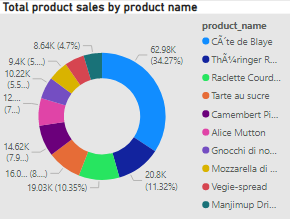 Total product sales by product name
8.64K (4.7%)
9.4K (5....)
10.22K
(5.5...)
12....
(7...)
14.62K
(7.9...)
16.0... (8....)
19.03K (10.35%)
62.98K
(34.27%)
20.8K
(11.32%)
product_name
CÃ´te de Blaye
ThÃ¼ringer R...
Raclette Courd...
Tarte au sucre
Camembert Pi...
Alice Mutton
Gnocchi di no...
Mozzarella di ...
Vegie-spread
Manjimup Dri...